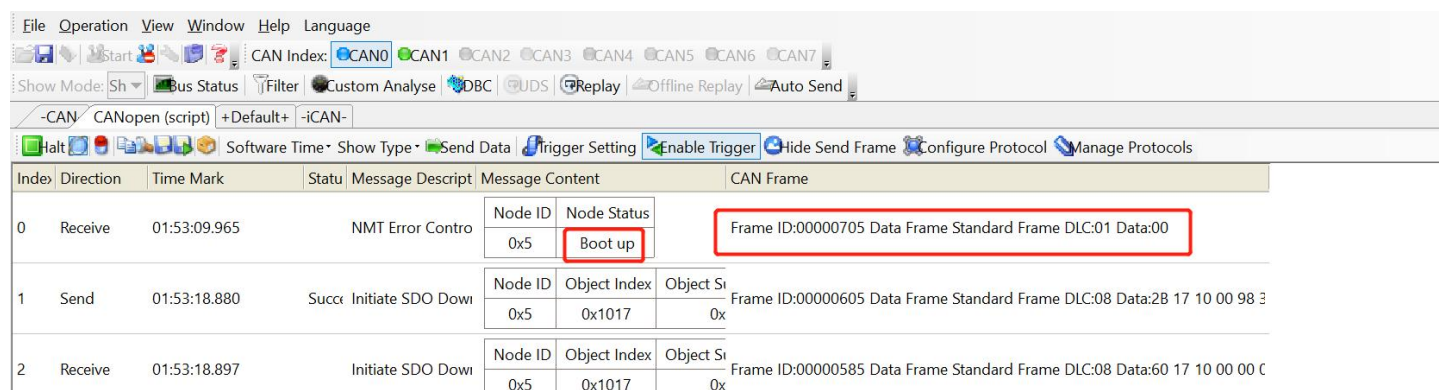 File Operation View Window Help Language
Start CAN Index: CAN0 CAN1 CAN2 CAN3 CAN4 CAN5 CAN6 CAN7
Show Mode: Sh Bus Status Filter Custom Analyse DBC UDS Replay Offline Replay Auto Send
-CAN- CANopen (script) +Default+ -iCAN-
Halt Software Time Show Type Send Data Trigger Setting Enable Trigger Hide Send Frame Configure Protocol Manage Protocols
Index Direction Time Mark Statu Message Descript Message Content CAN Frame
Node ID Node Status
0 Receive 01:53:09.965 NMT Error Contro Frame ID:00000705 Data Frame Standard Frame DLC:01 Data:00
0x5 Boot up
Node ID Object Index Object Su
1 Send 01:53:18.880 Succe Initiate SDO Dow Frame ID:00000605 Data Frame Standard Frame DLC:08 Data:2B 17 10 00 98 3
0x5 0x1017 0x
Node ID Object Index Object Su
2 Receive 01:53:18.897 Initiate SDO Dow Frame ID:00000585 Data Frame Standard Frame DLC:08 Data:60 17 10 00 00 0
0x5 0x1017 0x